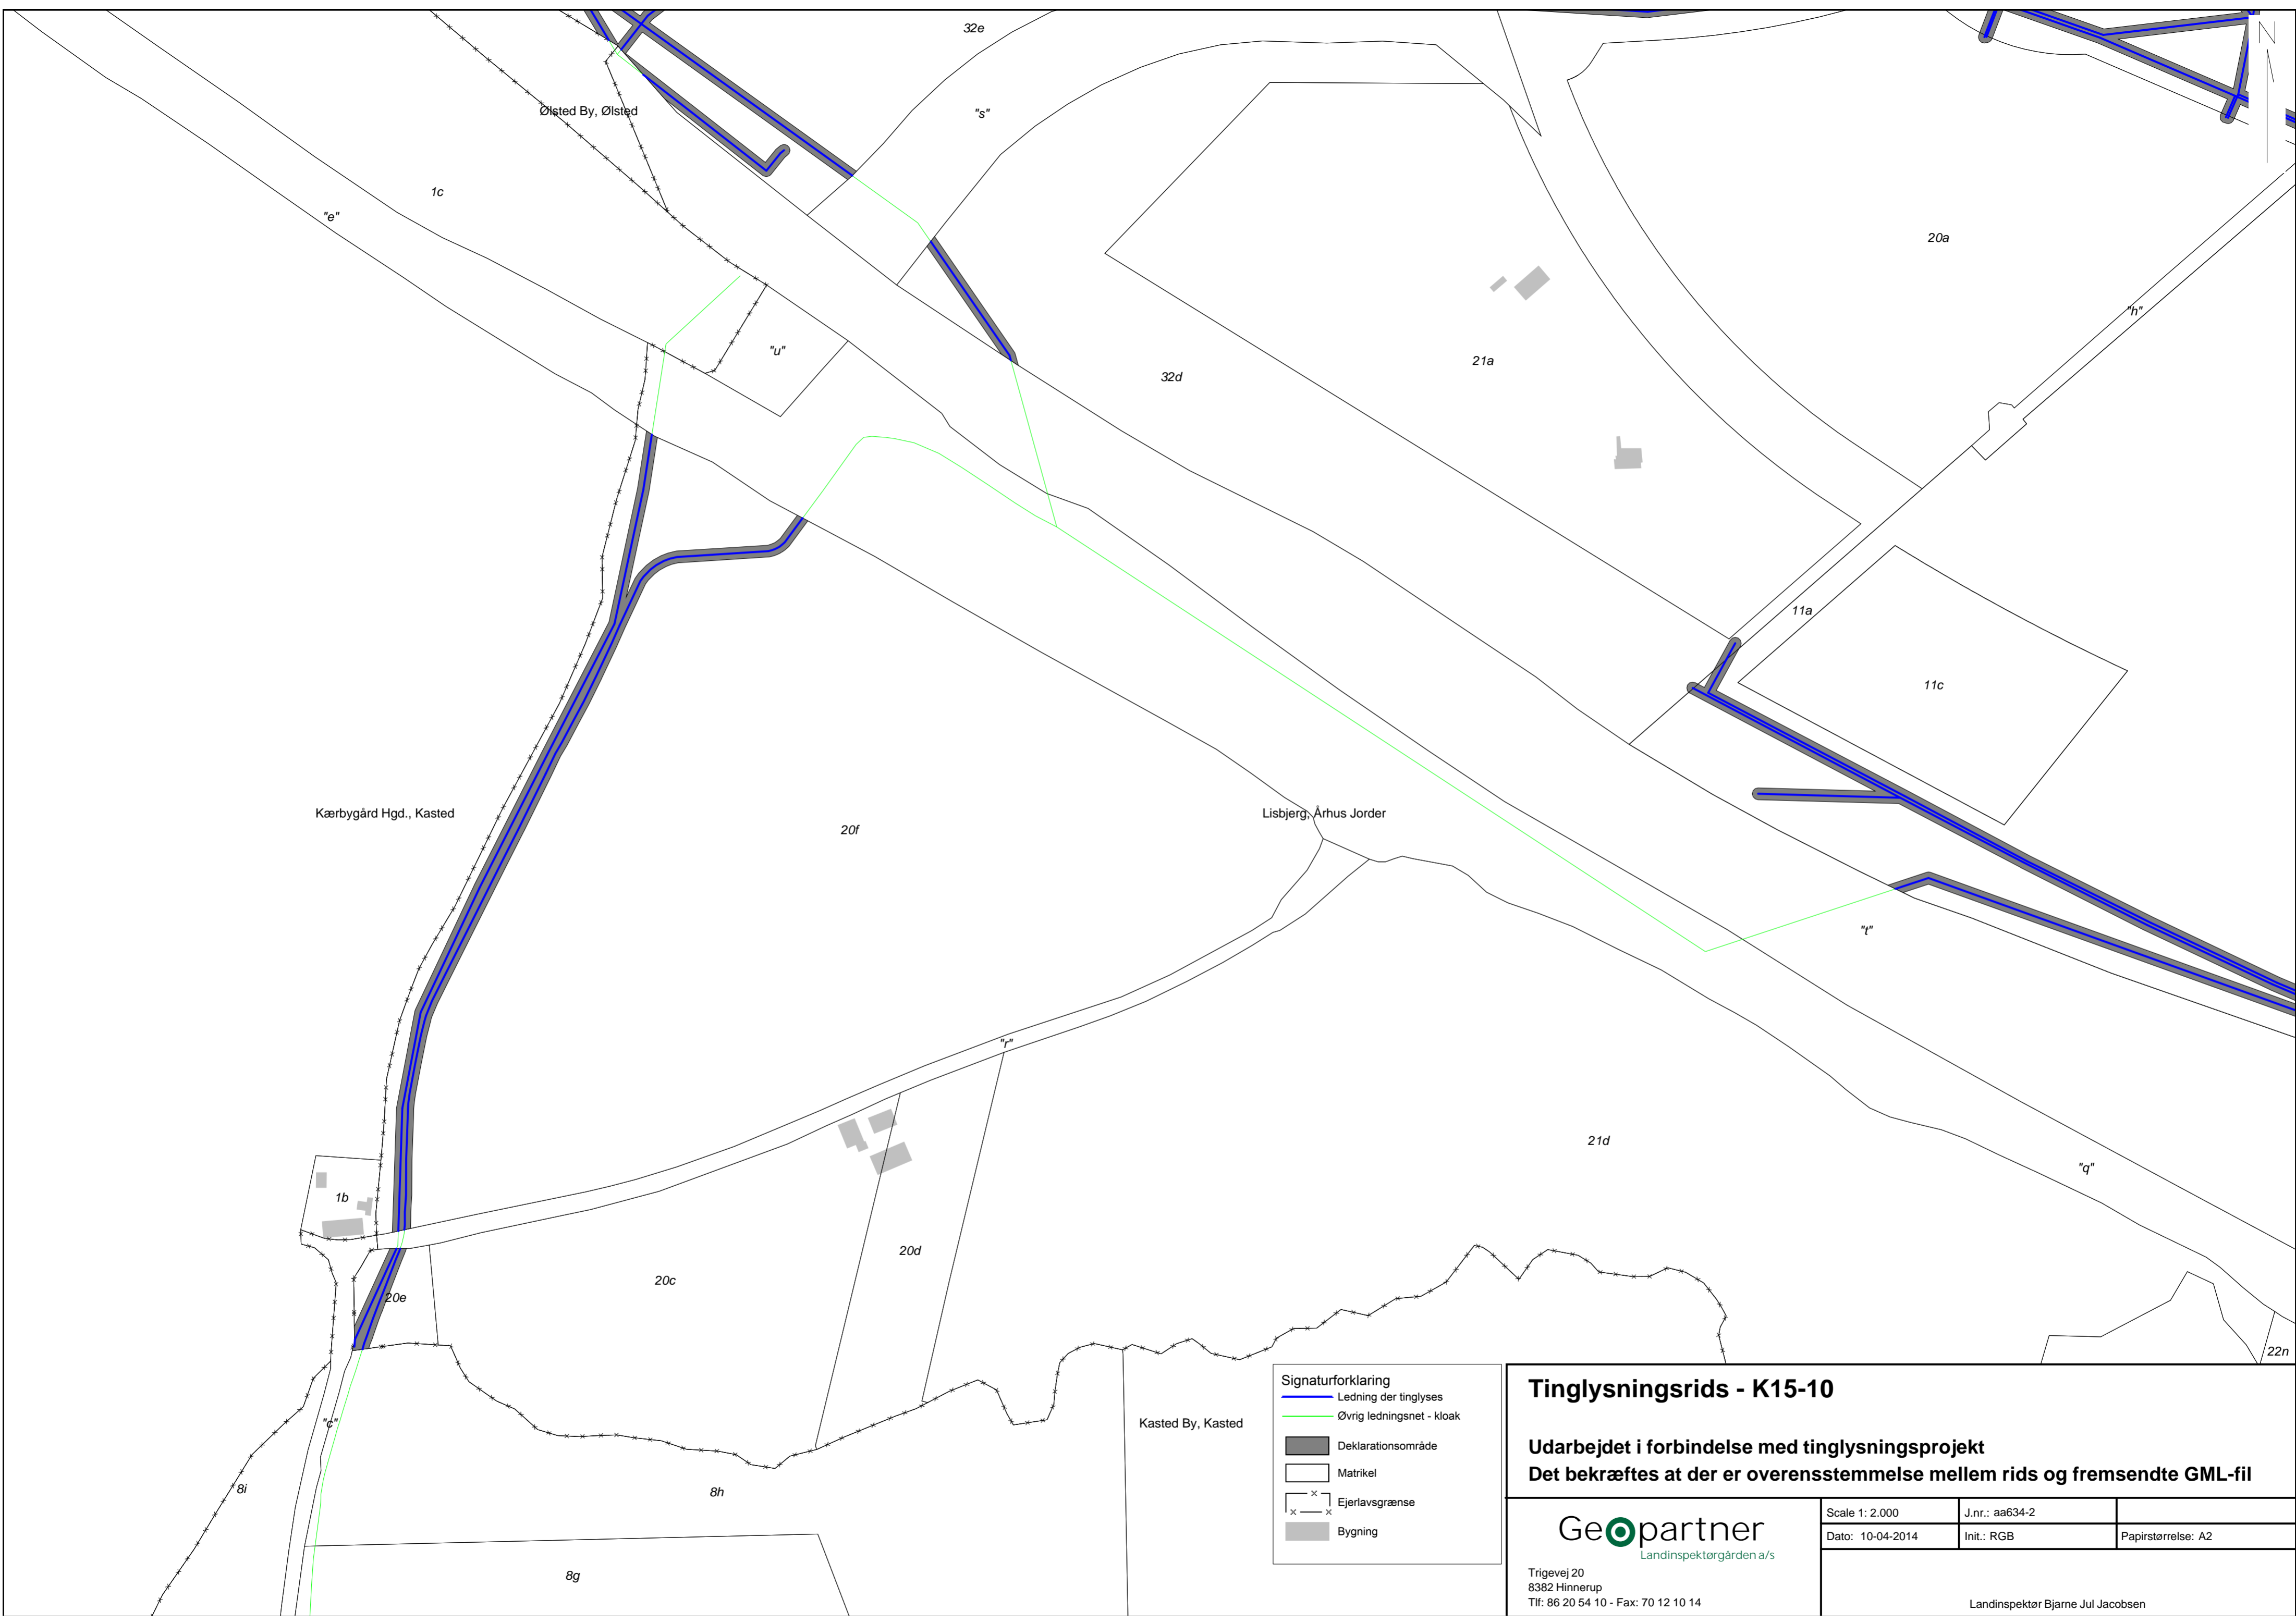 32e
N
Ølsted By, Ølsted
"s"
1c
"e"
20a
"h"
"u"
21a
32d
11a
11c
Kærbygård Hgd., Kasted
20f
Lisbjerg, Århus Jorder
"t"
"r"
21d
"q"
1b
20d
20c
20e
22n
"c"
Kasted By, Kasted
8i
8h
8g
Signaturforklaring
Ledning der tinglyses
Øvrig ledningsnet - kloak
Deklarationsområde
Matrikel
Ejerlavsgrænse
Bygning
Tinglysningsrids - K15-10
Udarbejdet i forbindelse med tinglysningsprojekt
Det bekræftes at der er overensstemmelse mellem rids og fremsendte GML-fil
Geopartner
Landinspektørgården a/s
Trigevej 20
8382 Hinnerup
Tlf: 86 20 54 10 - Fax: 70 12 10 14
Scale 1: 2.000 J.nr.: aa634-2
Dato: 10-04-2014 Init.: RGB Papirstørrelse: A2
Landinspektør Bjarne Jul Jacobsen